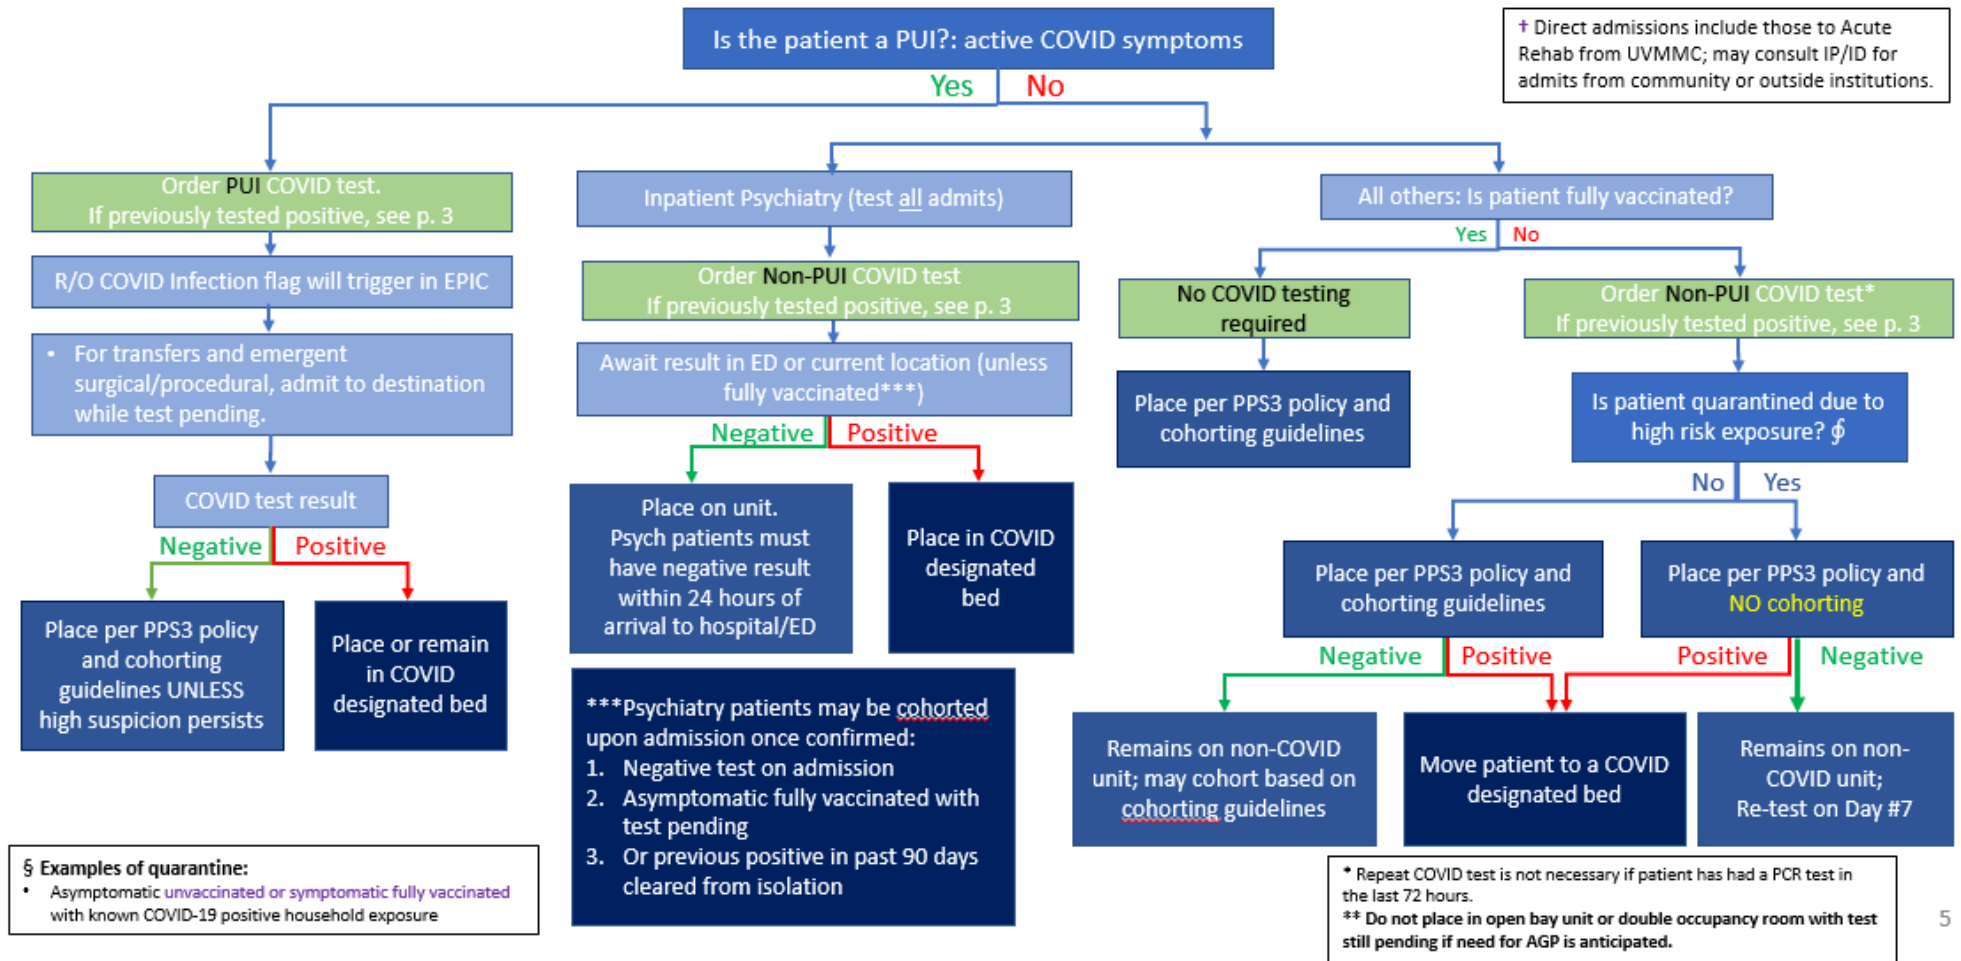 Is the patient a PUI?: active COVID symptoms
† Direct admissions include those to Acute
Rehab from UVMMC; may consult IP/ID for
admits from community or outside institutions.
Yes
No
Order PUI COVID test.
If previously tested positive, see p. 3
R/O COVID Infection flag will trigger in EPIC
• For transfers and emergent
surgical/procedural, admit to destination
while test pending.
COVID test result
Negative
Positive
Place per PPS3 policy
and cohorting
guidelines UNLESS
high suspicion persists
Place or remain
in COVID
designated bed
Inpatient Psychiatry (test all admits)
Order Non-PUI COVID test
If previously tested positive, see p. 3
Await result in ED or current location (unless
fully vaccinated***)
Negative
Positive
Place on unit.
Psych patients must
have negative result
within 24 hours of
arrival to hospital/ED
Place in COVID
designated
bed
***Psychiatry patients may be cohorted
upon admission once confirmed:
1. Negative test on admission
2. Asymptomatic fully vaccinated with
test pending
3. Or previous positive in past 90 days
cleared from isolation
All others: Is patient fully vaccinated?
Yes
No
No COVID testing
required
Place per PPS3 policy and
cohorting guidelines
Order Non-PUI COVID test*
If previously tested positive, see p. 3
Is patient quarantined due to
high risk exposure? ∮
No
Yes
Place per PPS3 policy and
cohorting guidelines
Place per PPS3 policy and
NO cohorting
Negative
Positive
Positive
Negative
Remains on non-COVID
unit; may cohort based on
cohorting guidelines
Move patient to a COVID
designated bed
Remains on non-
COVID unit;
Re-test on Day #7
§ Examples of quarantine:
• Asymptomatic unvaccinated or symptomatic fully vaccinated
with known COVID-19 positive household exposure
* Repeat COVID test is not necessary if patient has had a PCR test in
the last 72 hours.
** Do not place in open bay unit or double occupancy room with test
still pending if need for AGP is anticipated.
5